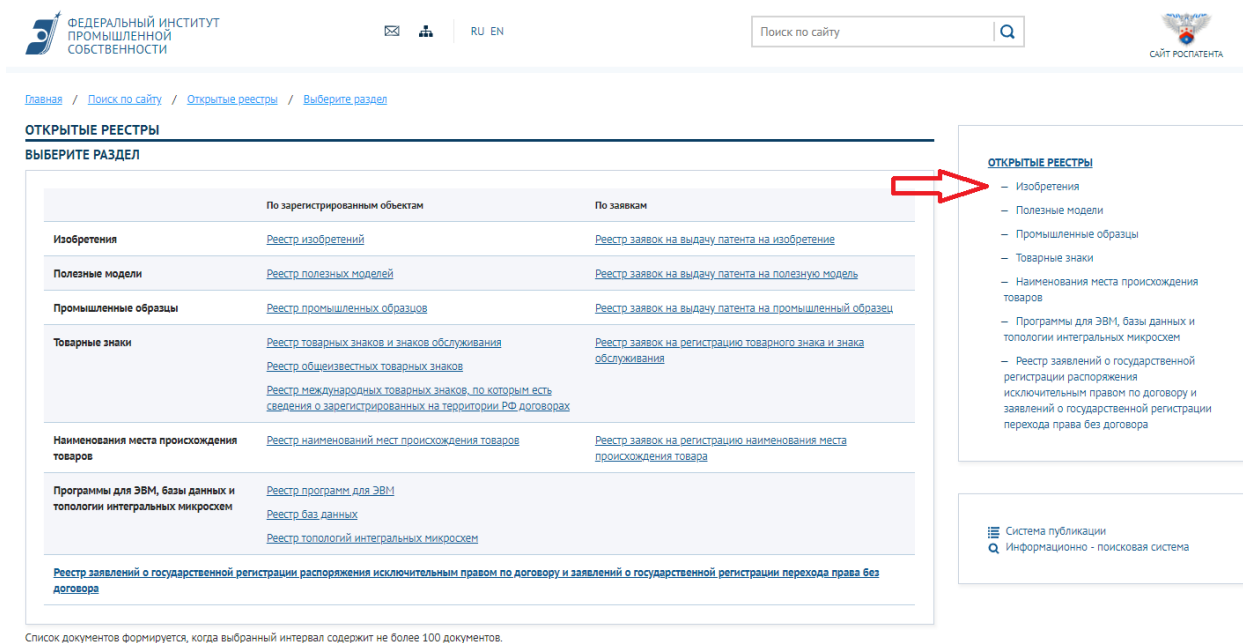 ФЕДЕРАЛЬНЫЙ ИНСТИТУТ
ПРОМЫШЛЕННОЙ
СОБСТВЕННОСТИ
RU EN
Поиск по сайту
САЙТ РОСПАТЕНТА
Главная / Поиск по сайту / Открытые реестры / Выберите раздел
ОТКРЫТЫЕ РЕЕСТРЫ
ВЫБЕРИТЕ РАЗДЕЛ
По зарегистрированным объектам
По заявкам
Изобретения
Реестр изобретений
Реестр заявок на выдачу патента на изобретение
Полезные модели
Реестр полезных моделей
Реестр заявок на выдачу патента на полезную модель
Промышленные образцы
Реестр промышленных образцов
Реестр заявок на выдачу патента на промышленный образец
Товарные знаки
Реестр товарных знаков и знаков обслуживания
Реестр общеизвестных товарных знаков
Реестр международных товарных знаков, по которым есть
сведения о зарегистрированных на территории РФ договорах
Реестр заявок на регистрацию товарного знака и знака
обслуживания
Наименования места происхождения
товаров
Реестр наименований мест происхождения товаров
Реестр заявок на регистрацию наименования места
происхождения товара
Программы для ЭВМ, базы данных и
топологии интегральных микросхем
Реестр программ для ЭВМ
Реестр баз данных
Реестр топологий интегральных микросхем
Реестр заявлений о государственной регистрации распоряжения исключительным правом по договору и заявлений о государственной регистрации перехода права без
договора
Список документов формируется, когда выбранный интервал содержит не более 100 документов.
ОТКРЫТЫЕ РЕЕСТРЫ
– Изобретения
– Полезные модели
– Промышленные образцы
– Товарные знаки
– Наименования места происхождения
товаров
– Программы для ЭВМ, базы данных и
топологии интегральных микросхем
– Реестр заявлений о государственной
регистрации распоряжения
исключительным правом по договору и
заявлений о государственной регистрации
перехода права без договора
Система публикации
Информационно - поисковая система